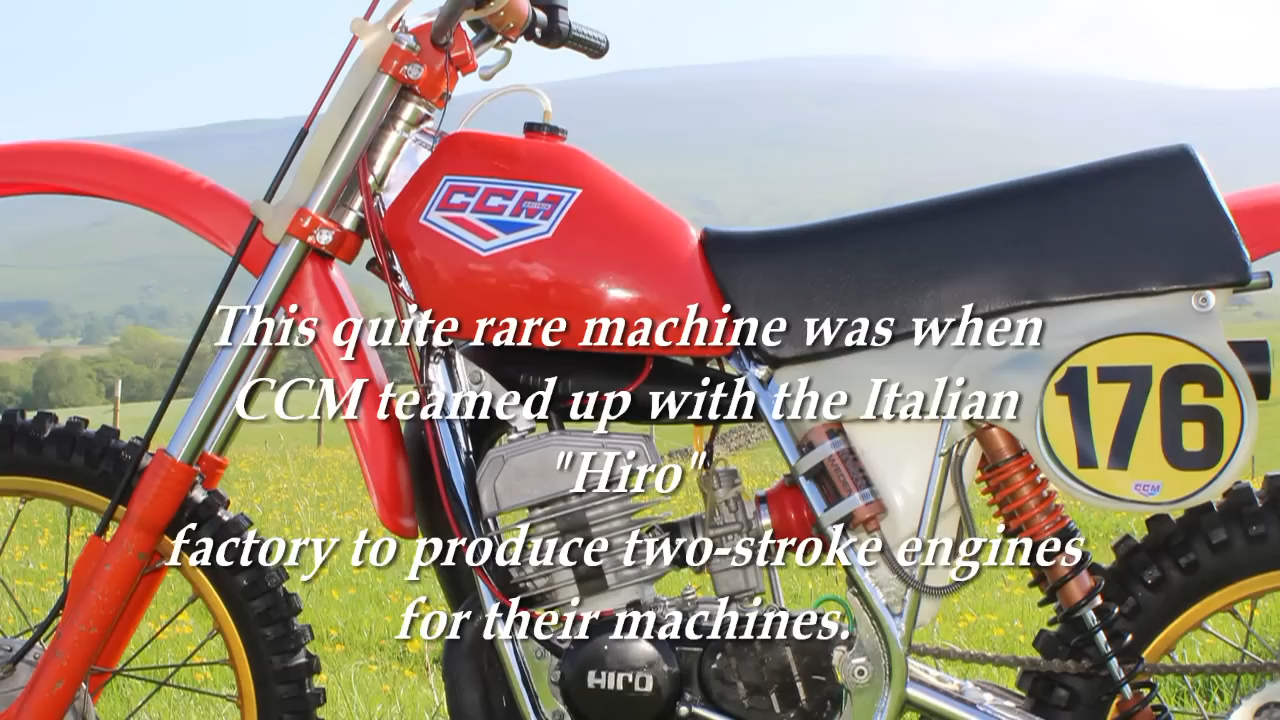 CCM
This quite rare machine was when
CCM teamed up with the Italian
"Hiro"
factory to produce two-stroke engines
for their machines.
176
CCM
HIRO